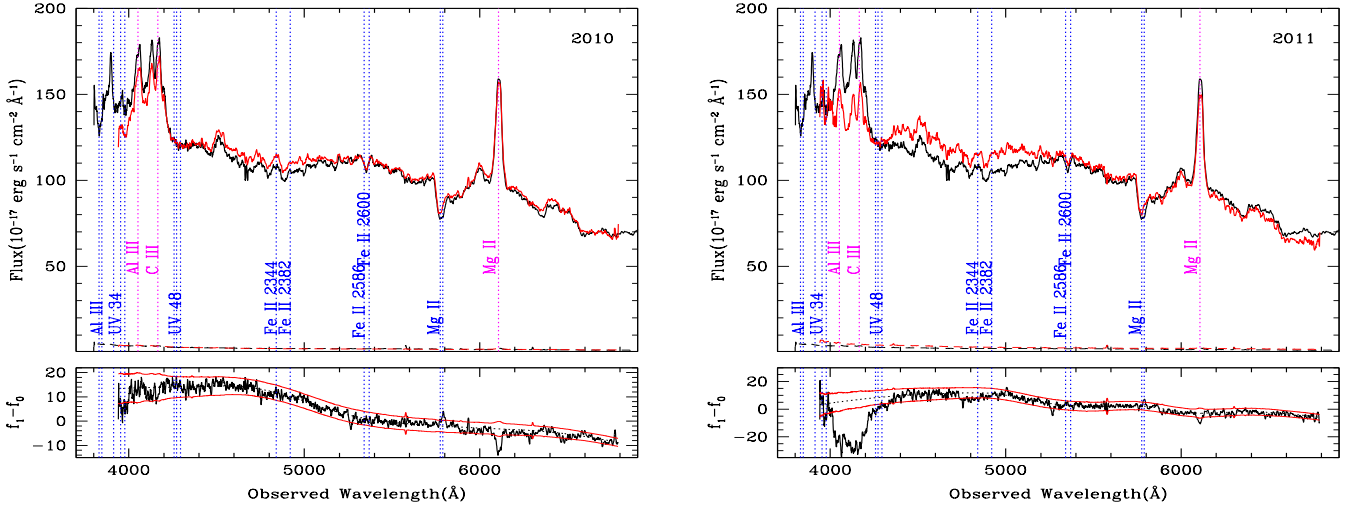 200
150
100
50
Flux(10⁻¹⁷ erg s⁻¹ cm⁻² Å⁻¹)
2010
Al III
UV 34
Al III
C III
UV 48
Fe II 2344
Fe II 2382
Fe II 2586
Fe II 2600
Mg II
Mg II
20
10
0
−10
f₁−f₀
4000
5000
6000
Observed Wavelength(Å)
200
150
100
50
Flux(10⁻¹⁷ erg s⁻¹ cm⁻² Å⁻¹)
2011
Al III
UV 34
Al III
C III
UV 48
Fe II 2344
Fe II 2382
Fe II 2586
Fe II 2600
Mg II
Mg II
20
0
−20
f₁−f₀
4000
5000
6000
Observed Wavelength(Å)